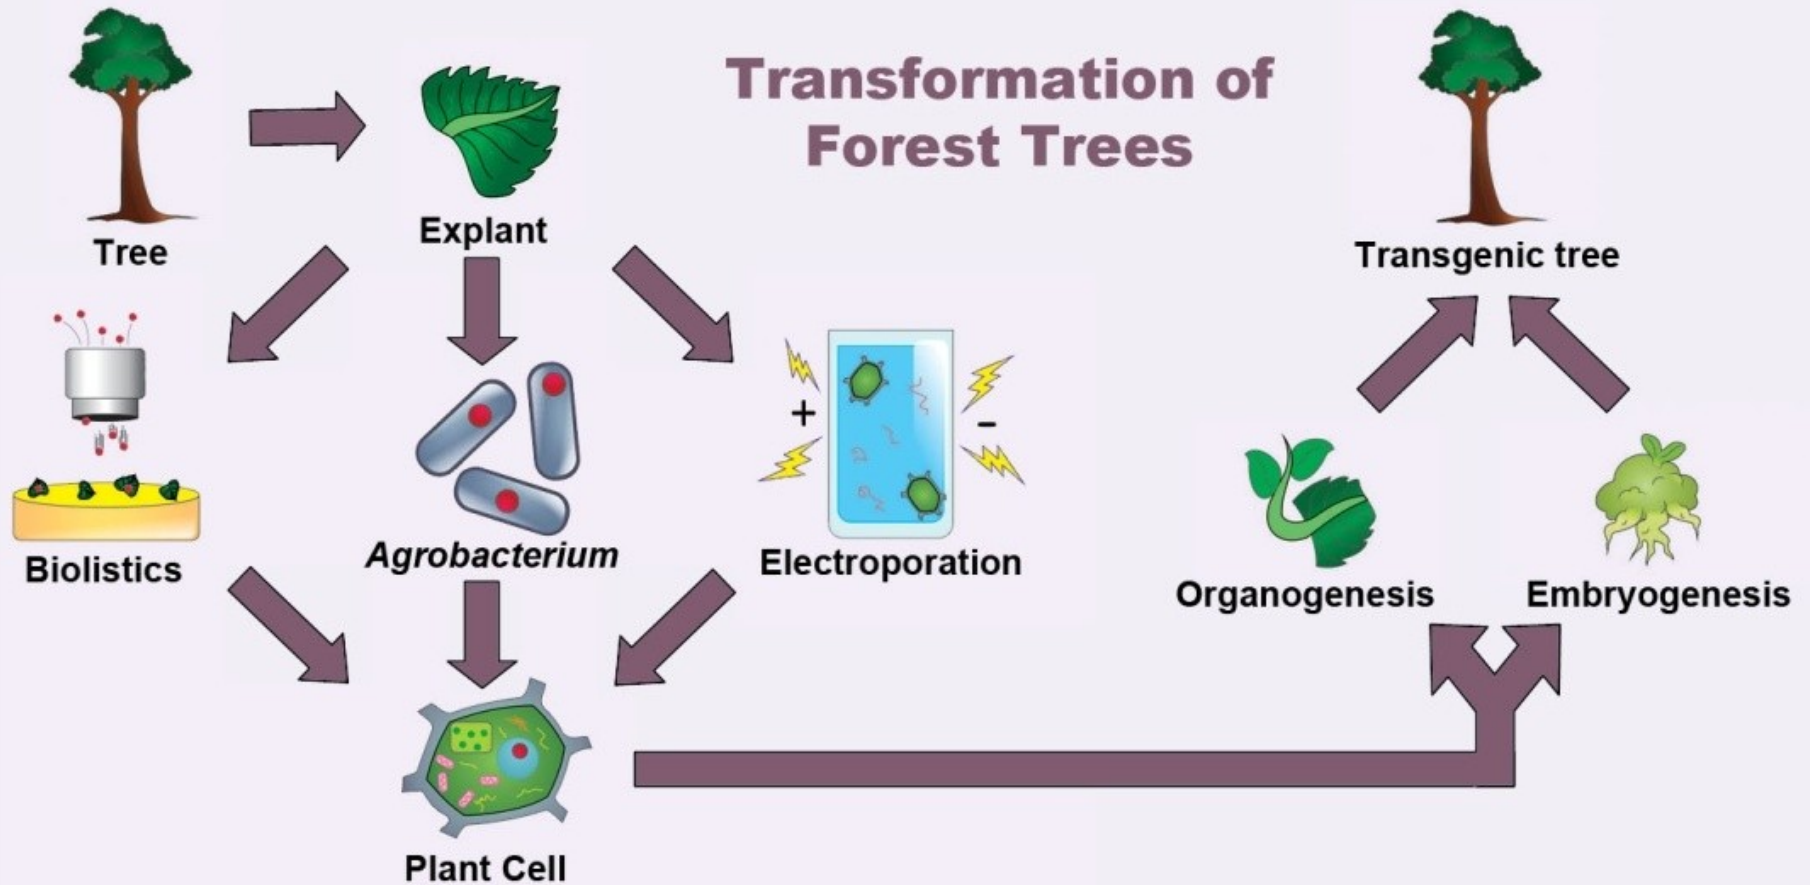 Transformation of
Forest Trees
Tree
Explant
Transgenic tree
+
-
Biolistics
Agrobacterium
Electroporation
Organogenesis
Embryogenesis
Plant Cell